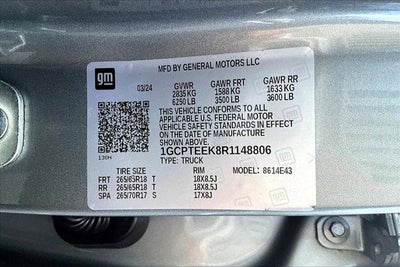 gm
MFD BY GENERAL MOTORS LLC
03/24 GVWR GAWR FRT GAWR RR
2835 KG 1588 KG 1633 KG
6250 LB 3500 LB 3600 LB
THIS VEHICLE CONFORMS TO ALL
APPLICABLE U.S. FEDERAL MOTOR
VEHICLE SAFETY STANDARDS IN EFFECT
ON THE DATE OF MANUFACTURE
SHOWN ABOVE.
1GCPTEEK8R1148806
TYPE: TRUCK
TIRE SIZE RIM MODEL: 8614E43
FRT 265/65R18 T 18X8.5J
RR 265/65R18 T 18X8.5J
SPA 265/70R17 S 17X8J